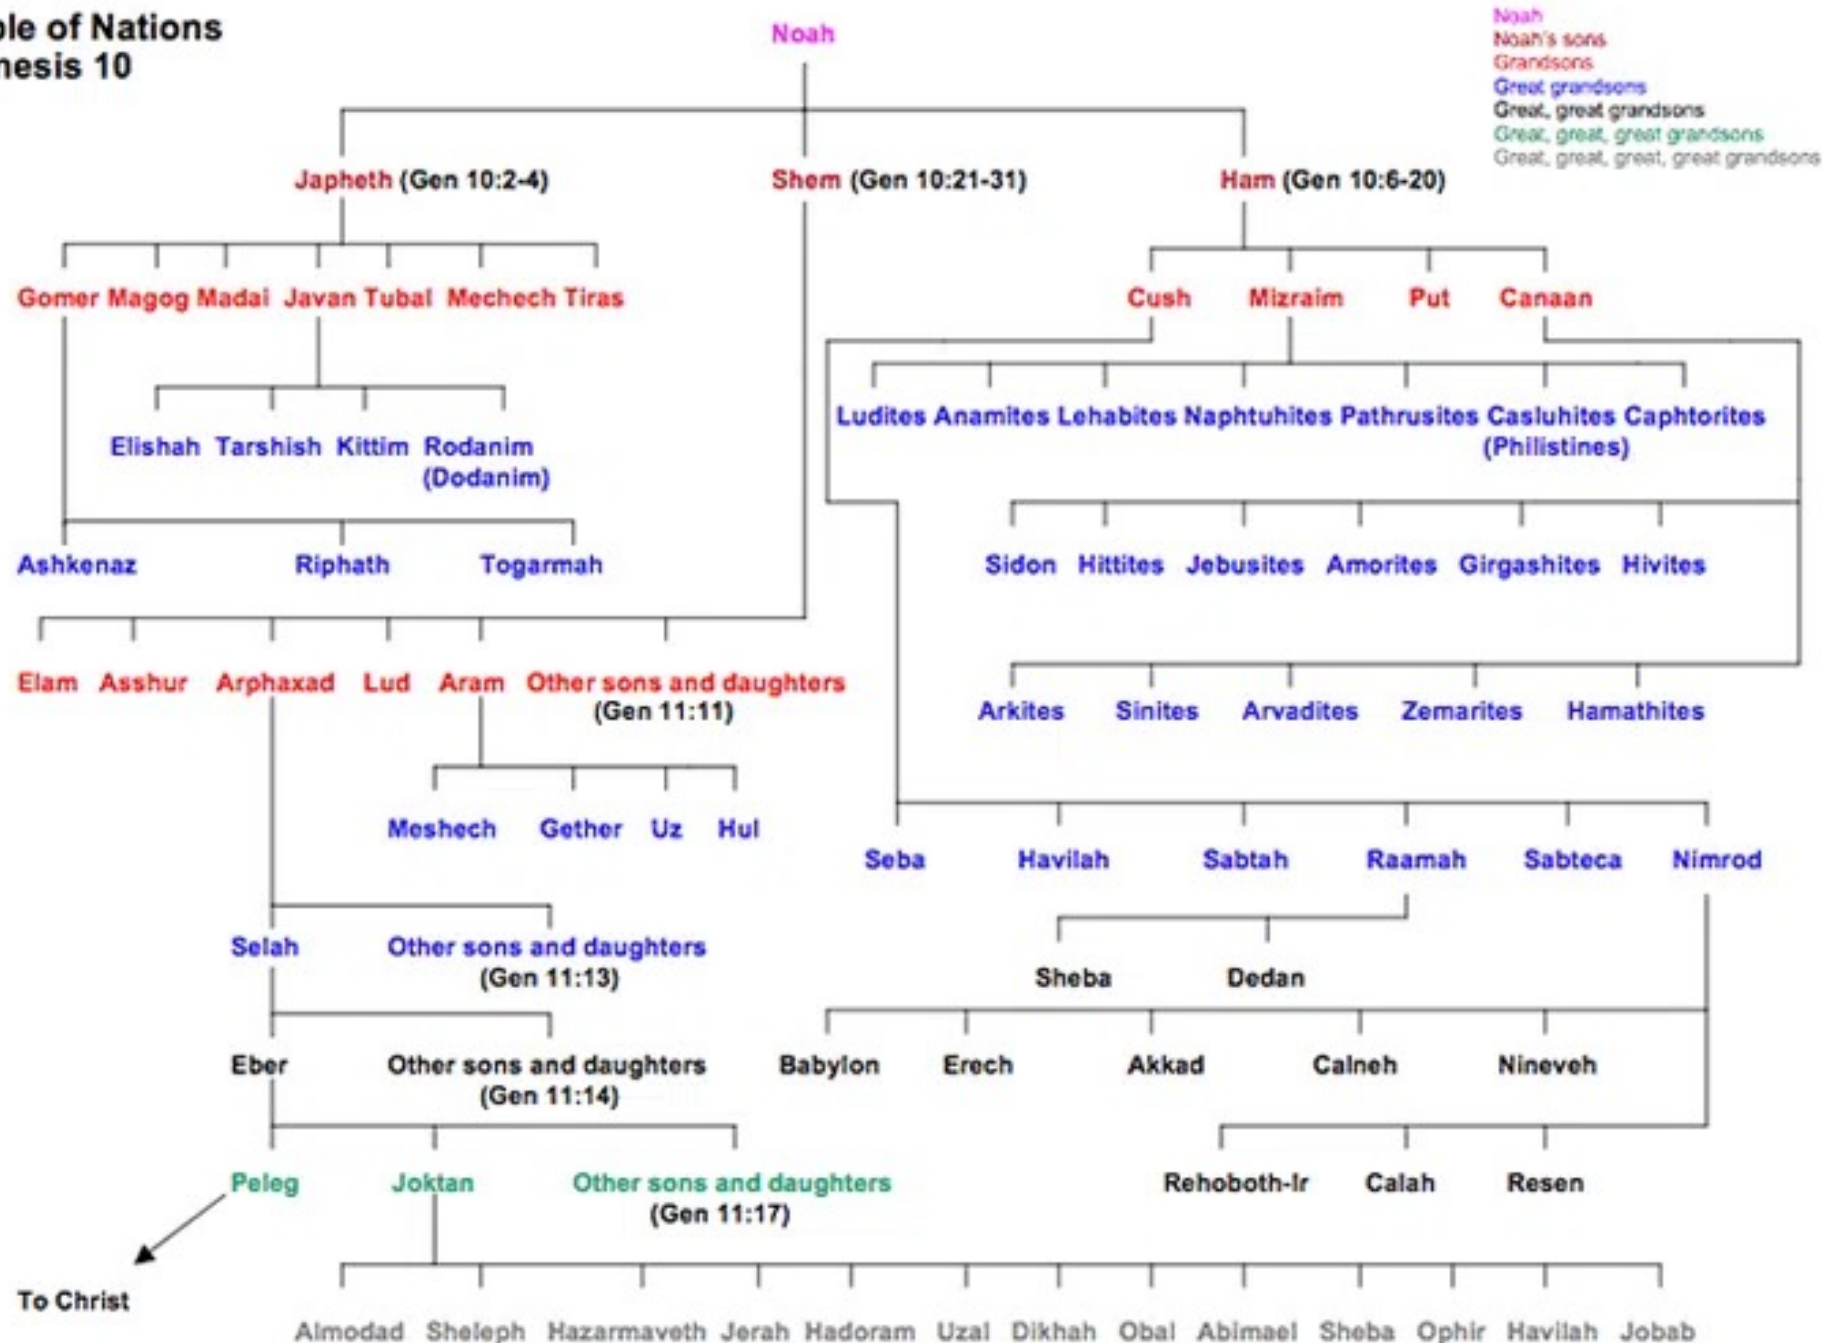 ble of Nations
nesis 10
Noah
Noah
Noah's sons
Grandsons
Great grandsons
Great, great grandsons
Great, great, great grandsons
Great, great, great, great grandsons
Japheth (Gen 10:2-4) Shem (Gen 10:21-31) Ham (Gen 10:6-20)
Gomer Magog Madai Javan Tubal Mechech Tiras
Cush Mizraim Put Canaan
Ludites Anamites Lehabites Naphtuhites Pathrusites Casluhites Caphtorites
(Philistines)
Elishah Tarshish Kittim Rodanim
(Dodanim)
Ashkenaz Riphath Togarmah
Sidon Hittites Jebusites Amorites Girgashites Hivites
Elam Asshur Arphaxad Lud Aram Other sons and daughters
(Gen 11:11)
Arkites Sinites Arvadites Zemarites Hamathites
Meshech Gether Uz Hul
Seba Havilah Sabtah Raamah Sabteca Nimrod
Selah Other sons and daughters
(Gen 11:13)
Sheba Dedan
Eber Other sons and daughters
(Gen 11:14)
Babylon Erech Akkad Calneh Nineveh
Peleg Joktan Other sons and daughters
(Gen 11:17)
Rehoboth-Ir Calah Resen
To Christ
Almodad Sheleph Hazarmaveth Jerah Hadoram Uzal Dikhah Obal Abimael Sheba Ophir Havilah Jobab